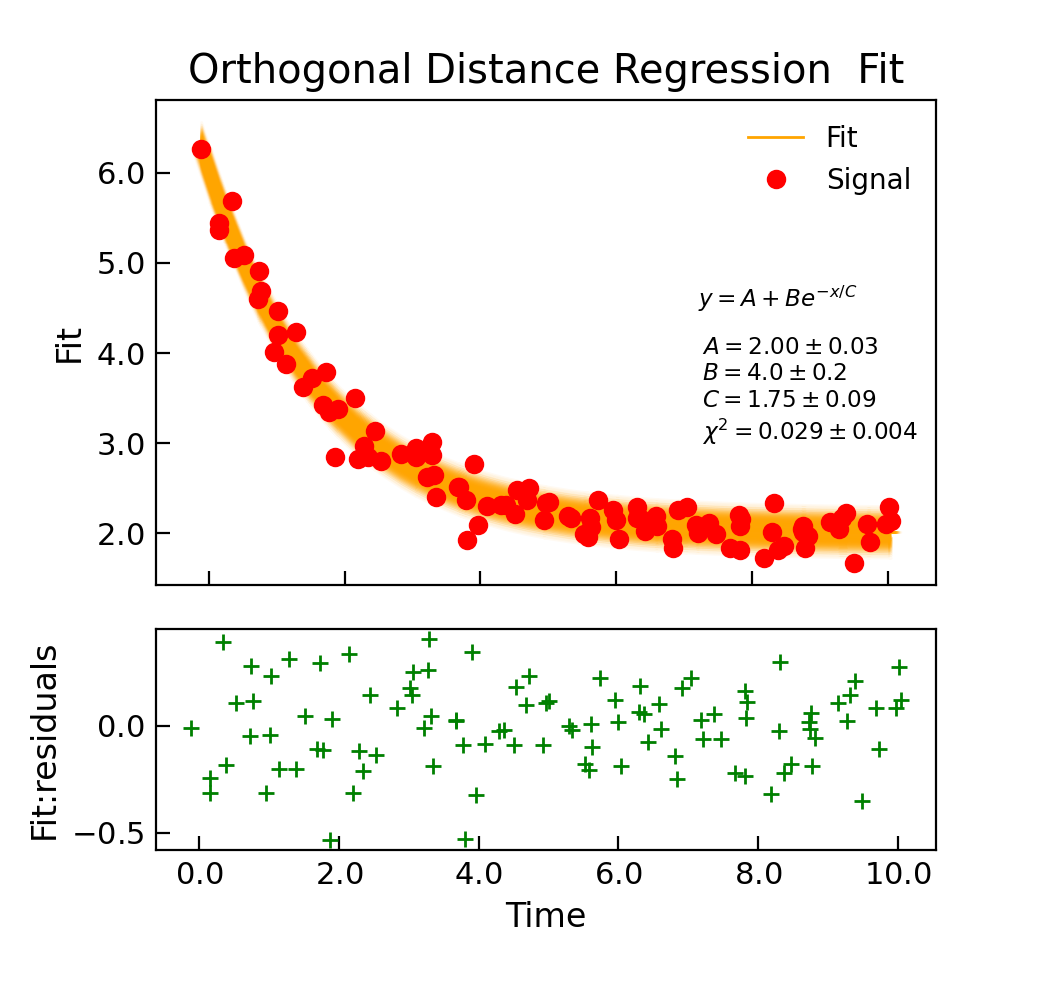 Orthogonal Distance Regression  Fit
Fit
Signal
6.0
5.0
4.0
3.0
2.0
Fit
y = A + Be^{−x/C}
A = 2.00 ± 0.03
B = 4.0 ± 0.2
C = 1.75 ± 0.09
χ² = 0.029 ± 0.004
0.0
−0.5
Fit:residuals
0.0 2.0 4.0 6.0 8.0 10.0
Time